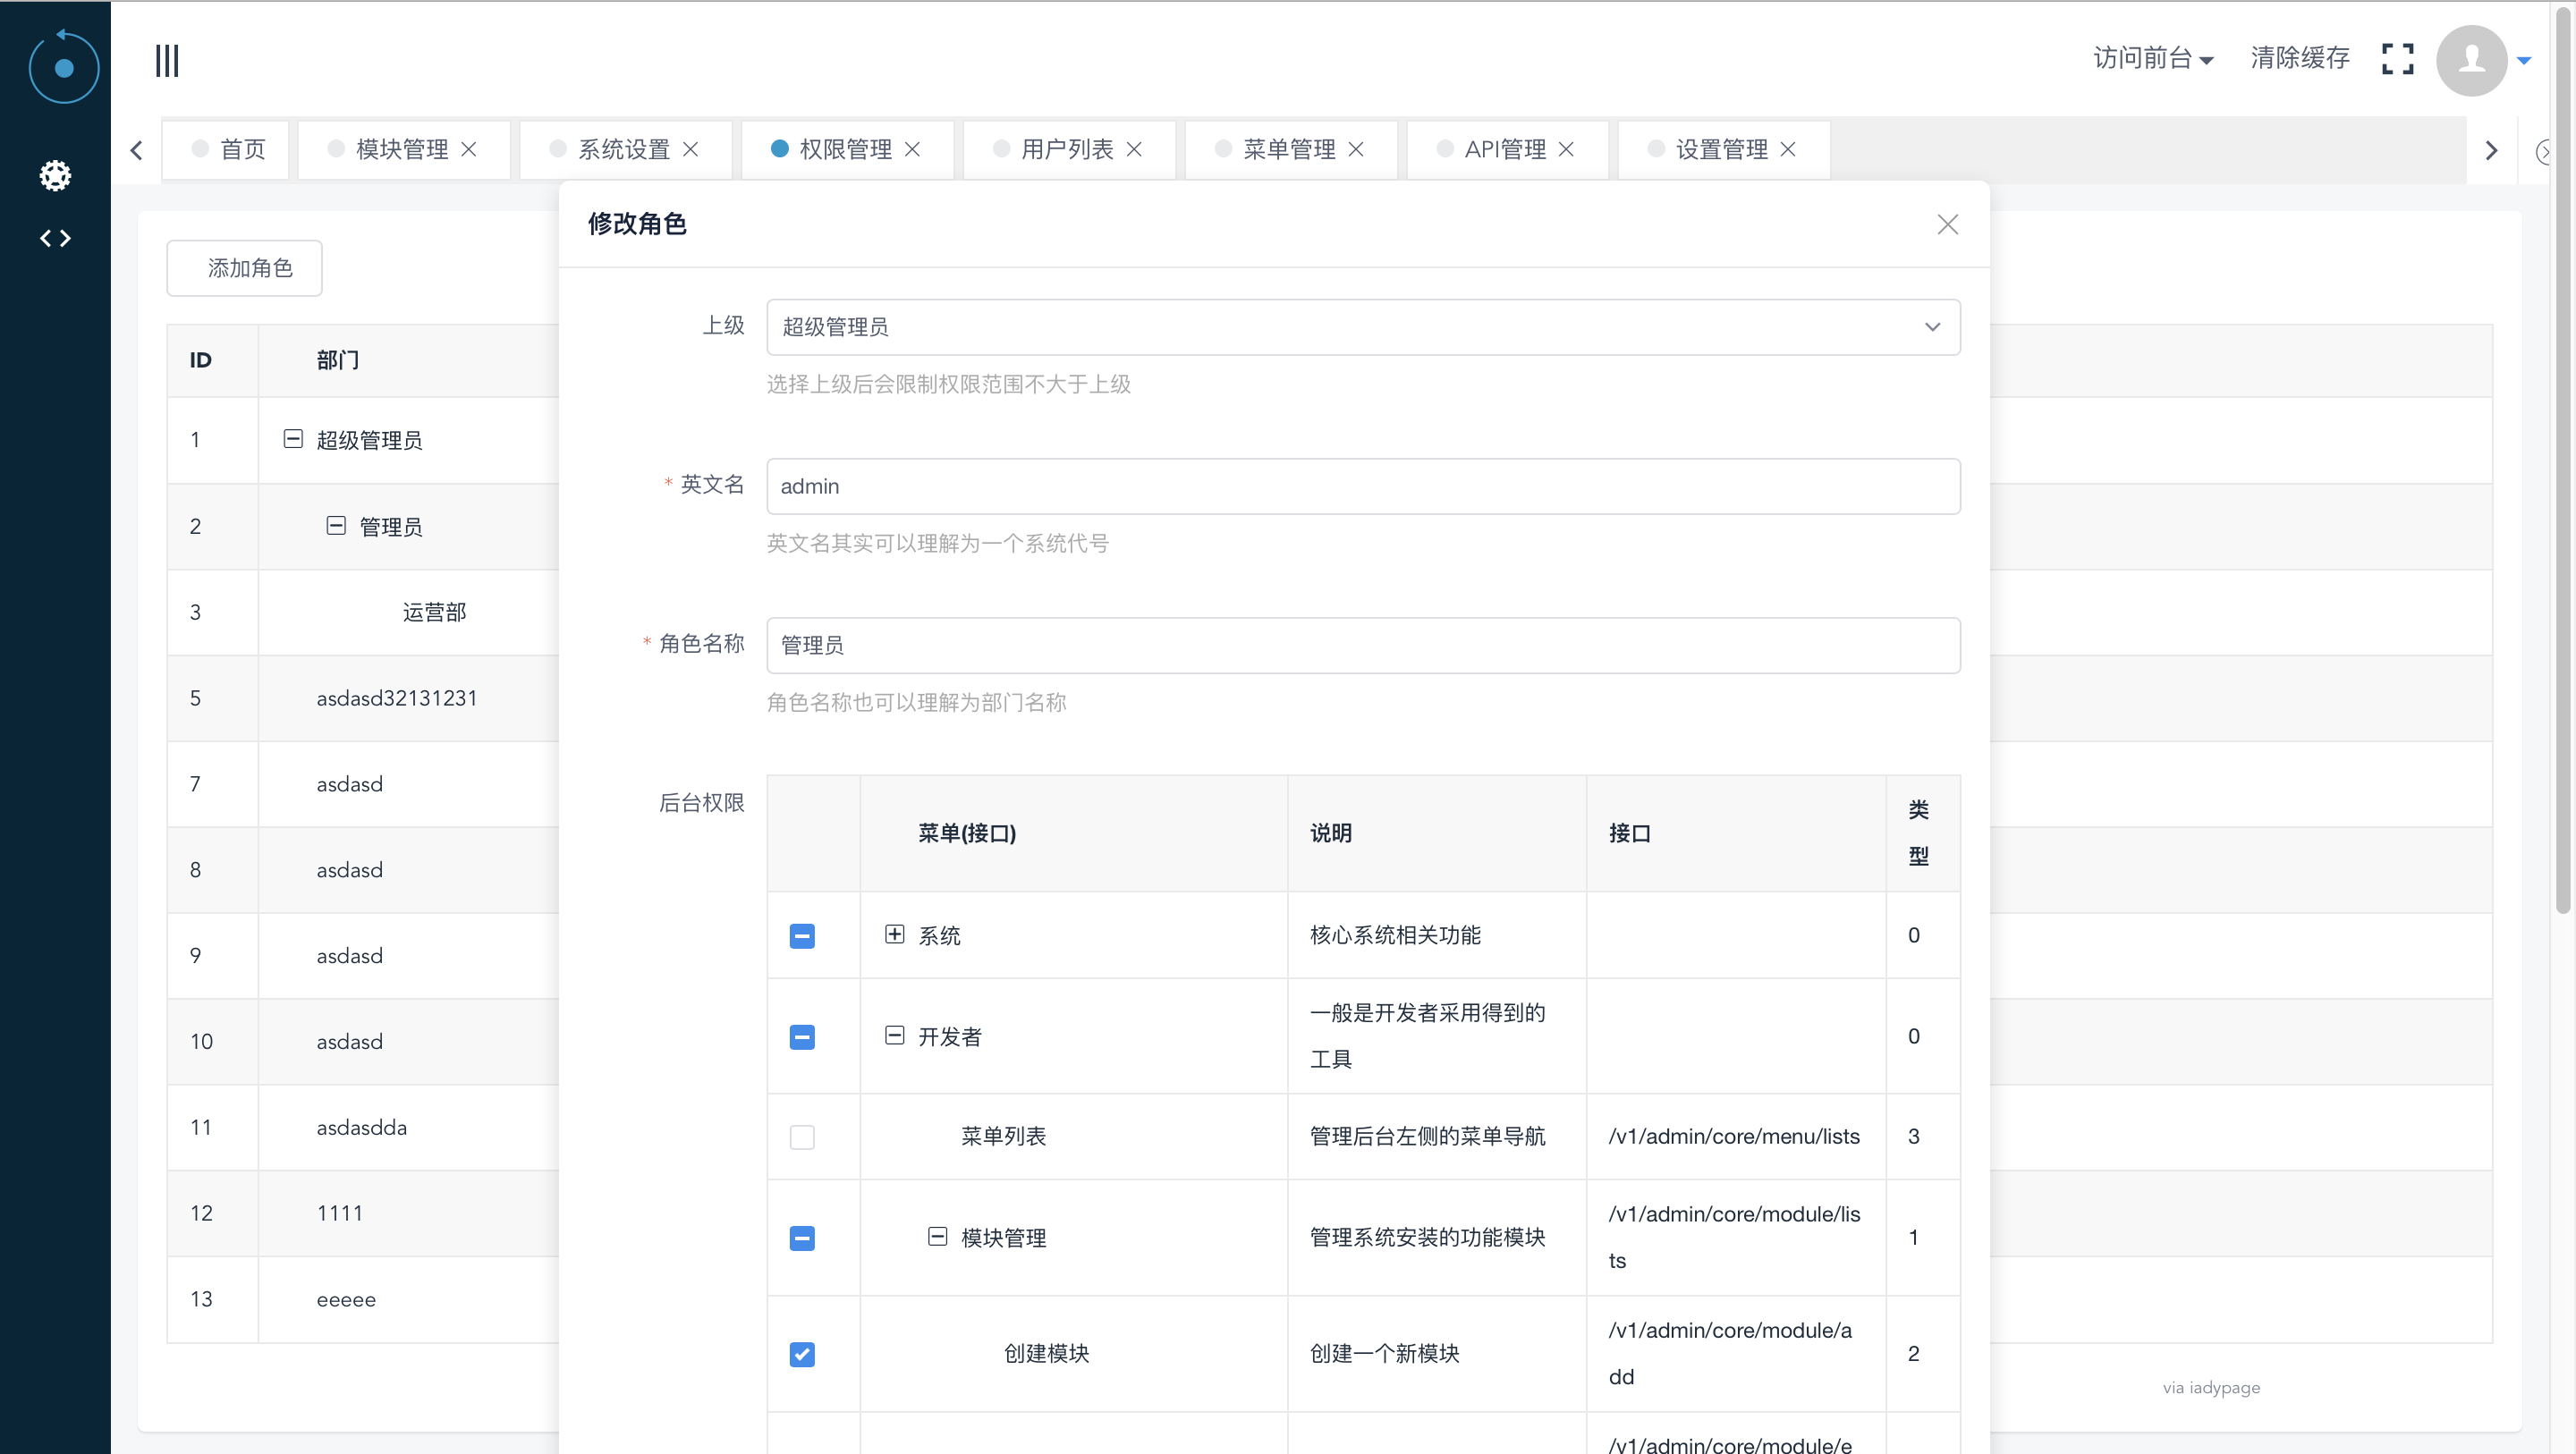 访问前台
清除缓存
首页
模块管理
系统设置
权限管理
用户列表
菜单管理
API管理
设置管理
添加角色
ID 部门
1 超级管理员
2 管理员
3 运营部
5 asdasd32131231
7 asdasd
8 asdasd
9 asdasd
10 asdasd
11 asdasdda
12 1111
13 eeeee
修改角色
上级 超级管理员
选择上级后会限制权限范围不大于上级
* 英文名 admin
英文名其实可以理解为一个系统代号
* 角色名称 管理员
角色名称也可以理解为部门名称
后台权限
菜单(接口) 说明 接口 类
型
系统 核心系统相关功能 0
开发者 一般是开发者采用得到的
工具 0
菜单列表 管理后台左侧的菜单导航 /v1/admin/core/menu/lists 3
模块管理 管理系统安装的功能模块 /v1/admin/core/module/lis
ts 1
创建模块 创建一个新模块 /v1/admin/core/module/a
dd 2
/v1/admin/core/module/e
via iadypage